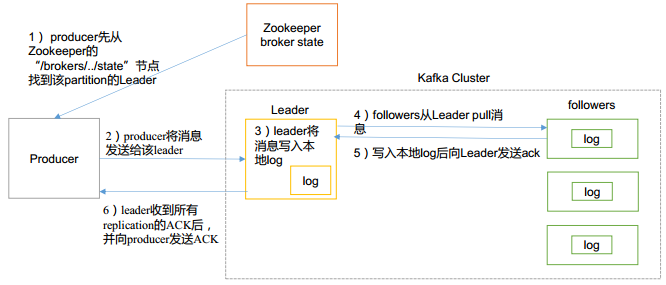 1）producer先从
Zookeeper的
“/brokers/../state”节点
找到该partition的Leader
Zookeeper
broker state
Kafka Cluster
Producer
2）producer将消息
发送给该leader
Leader
3）leader将
消息写入本
地log
log
4）followers从Leader pull消
息
5）写入本地log后向Leader发送ack
followers
log
log
log
6）leader收到所有
replication的ACK后，
并向producer发送ACK